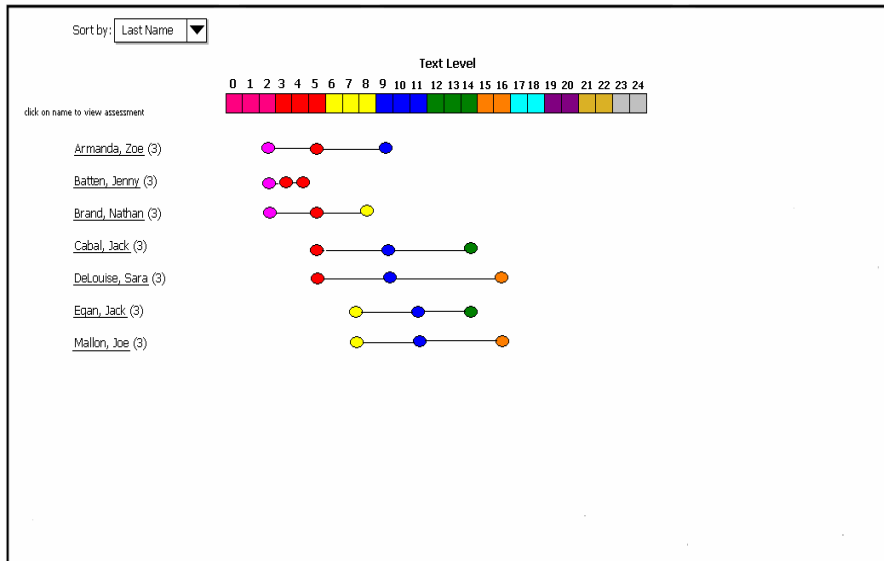 Sort by: Last Name
Text Level
0 1 2 3 4 5 6 7 8 9 10 11 12 13 14 15 16 17 18 19 20 21 22 23 24
click on name to view assessment
Armanda, Zoe (3)
Batten, Jenny (3)
Brand, Nathan (3)
Cabal, Jack (3)
DeLouise, Sara (3)
Egan, Jack (3)
Mallon, Joe (3)